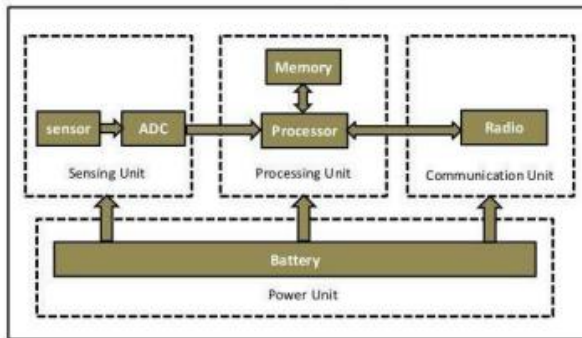 Memory
sensor
ADC
Processor
Radio
Sensing Unit
Processing Unit
Communication Unit
Battery
Power Unit